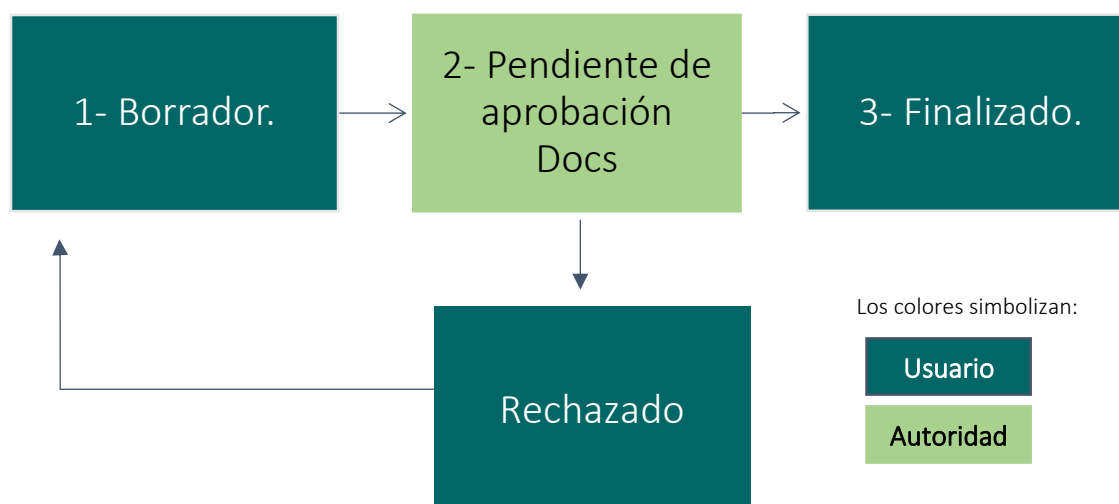 1- Borrador.
2- Pendiente de
aprobación
Docs
3- Finalizado.
Rechazado
Los colores simbolizan:
Usuario
Autoridad